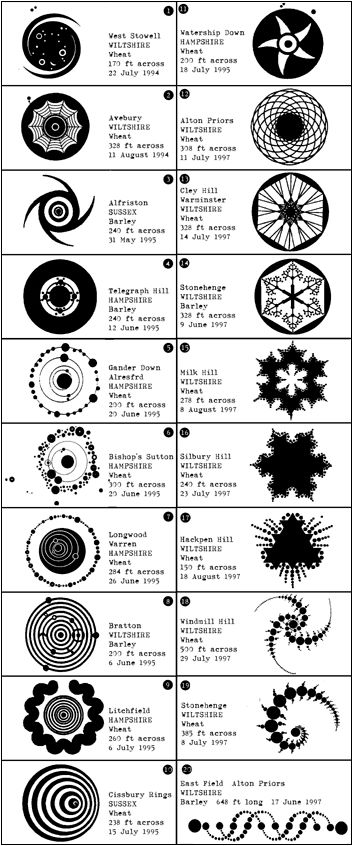 1
West Stowell
WILTSHIRE
Wheat
170 ft across
22 July 1994
2
Avebury
WILTSHIRE
Wheat
328 ft across
11 August 1994
3
Alfriston
SUSSEX
Barley
240 ft across
31 May 1995
4
Telegraph Hill
HAMPSHIRE
Barley
240 ft across
12 June 1995
5
Gander Down
Alresfrd
HAMPSHIRE
Wheat
200 ft across
20 June 1995
6
Bishop's Sutton
HAMPSHIRE
Wheat
300 ft across
20 June 1995
7
Longwood
Warren
HAMPSHIRE
Wheat
284 ft across
26 June 1995
8
Bratton
WILTSHIRE
Barley
200 ft across
6 June 1995
9
Litchfield
HAMPSHIRE
Wheat
260 ft across
6 July 1995
10
Cissbury Rings
SUSSEX
Wheat
238 ft across
15 July 1995
11
Watership Down
HAMPSHIRE
Wheat
200 ft across
18 July 1995
12
Alton Priors
WILTSHIRE
Wheat
308 ft across
11 July 1997
13
Cley Hill
Warminster
WILTSHIRE
Wheat
328 ft across
14 July 1997
14
Stonehenge
WILTSHIRE
Barley
328 ft across
9 June 1997
15
Milk Hill
WILTSHIRE
Wheat
278 ft across
8 August 1997
16
Silbury Hill
WILTSHIRE
Wheat
240 ft across
23 July 1997
17
Hackpen Hill
WILTSHIRE
Wheat
150 ft across
18 August 1997
18
Windmill Hill
WILTSHIRE
Wheat
500 ft across
29 July 1997
19
Stonehenge
WILTSHIRE
Wheat
385 ft across
8 July 1997
20
East Field Alton Priors
WILTSHIRE
Barley 648 ft long 17 June 1997